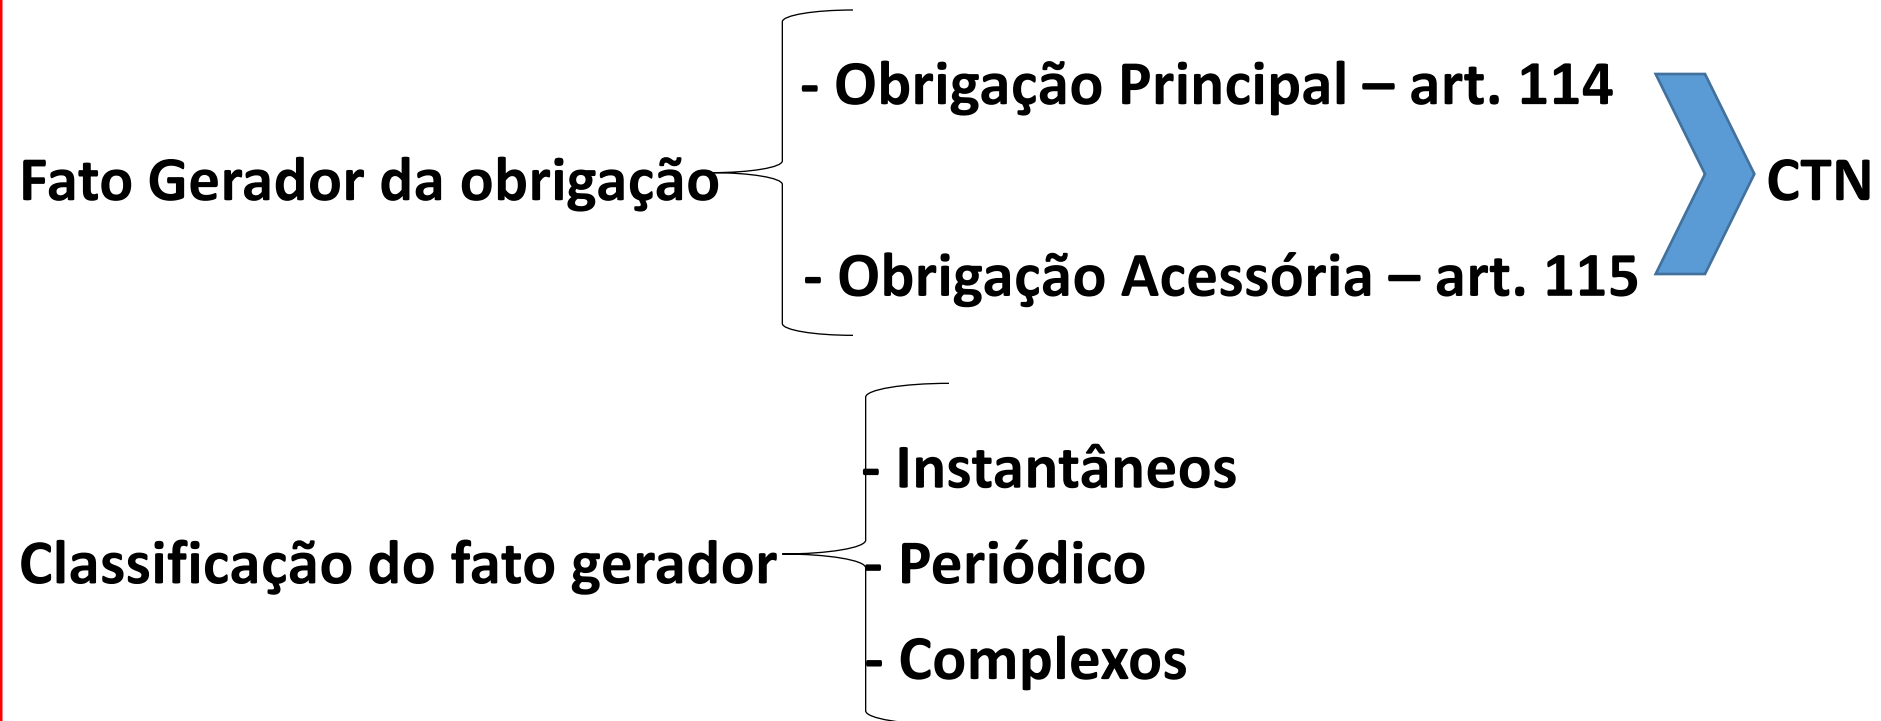 - Obrigação Principal – art. 114
Fato Gerador da obrigação
CTN
- Obrigação Acessória – art. 115
- Instantâneos
Classificação do fato gerador
- Periódico
- Complexos